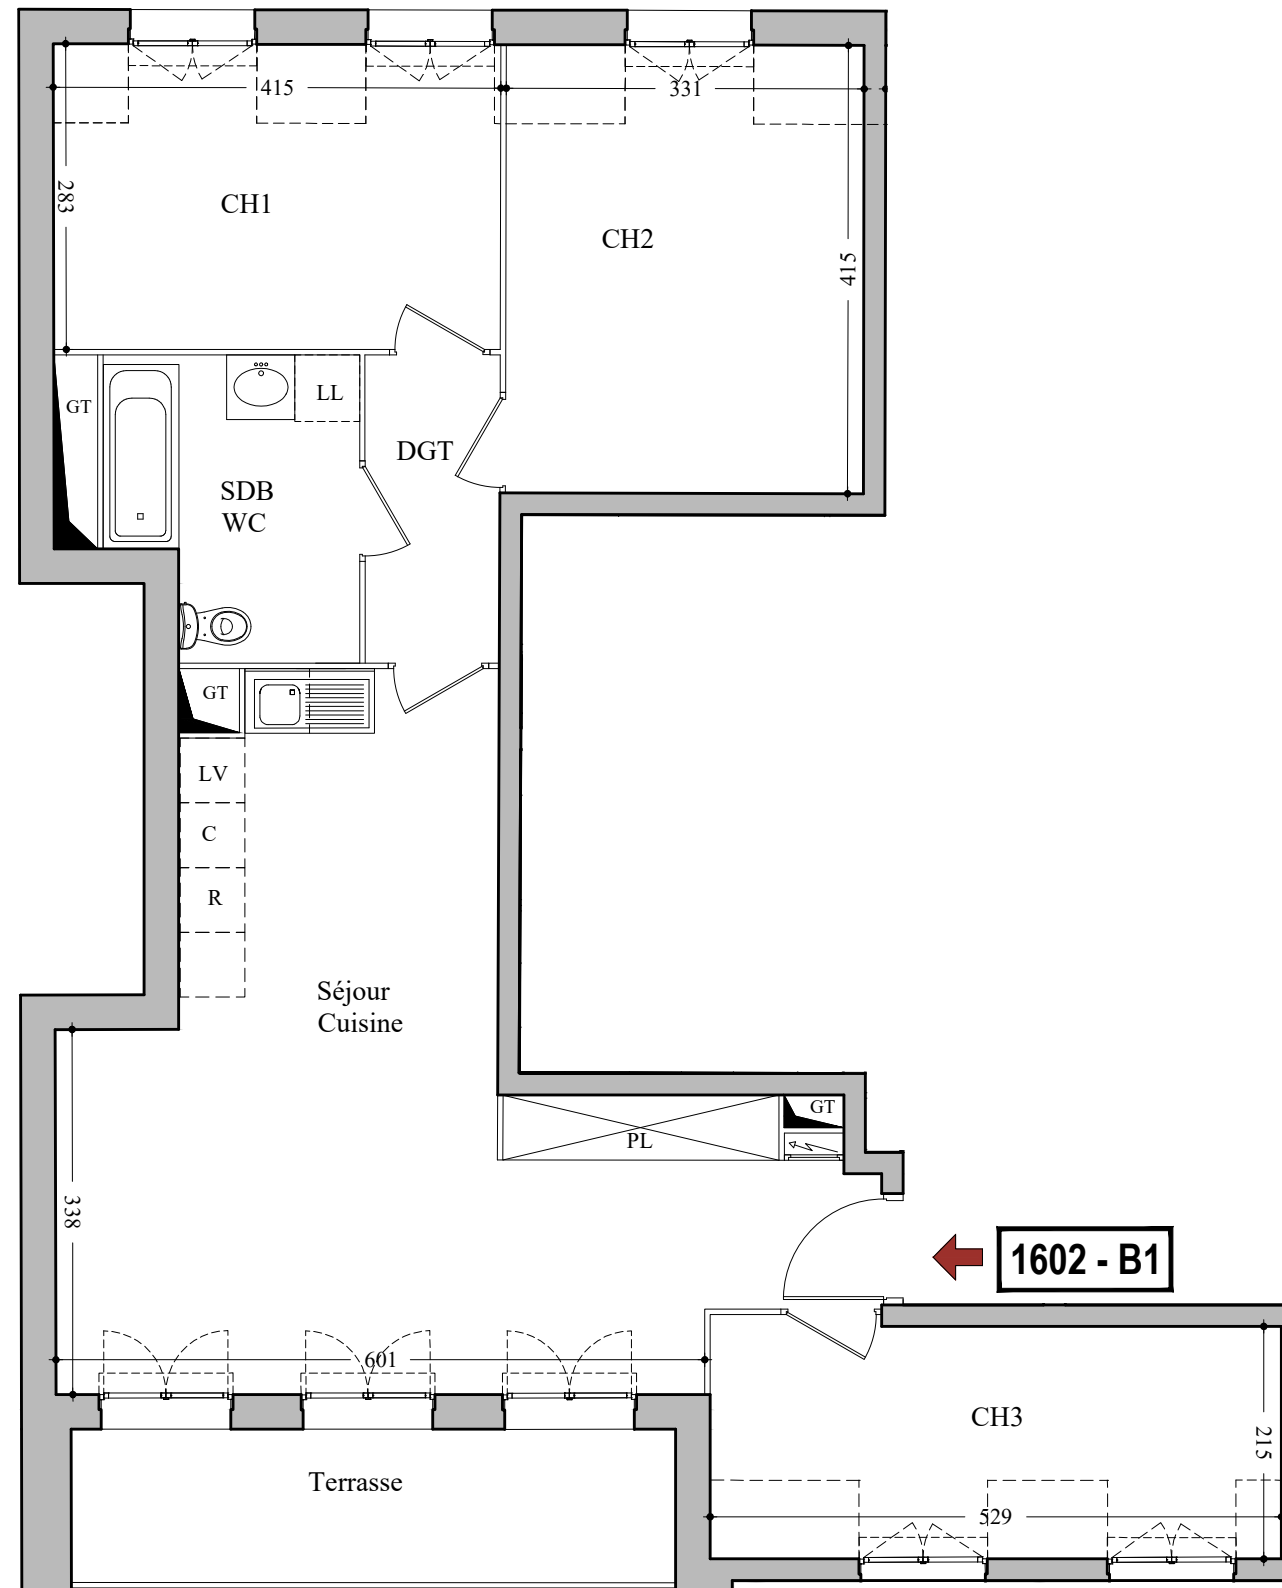 415
331
283
CH1
CH2
415
GT
LL
DGT
SDB
WC
GT
LV
C
R
Séjour
Cuisine
GT
PL
338
1602 - B1
601
CH3
215
Terrasse
529